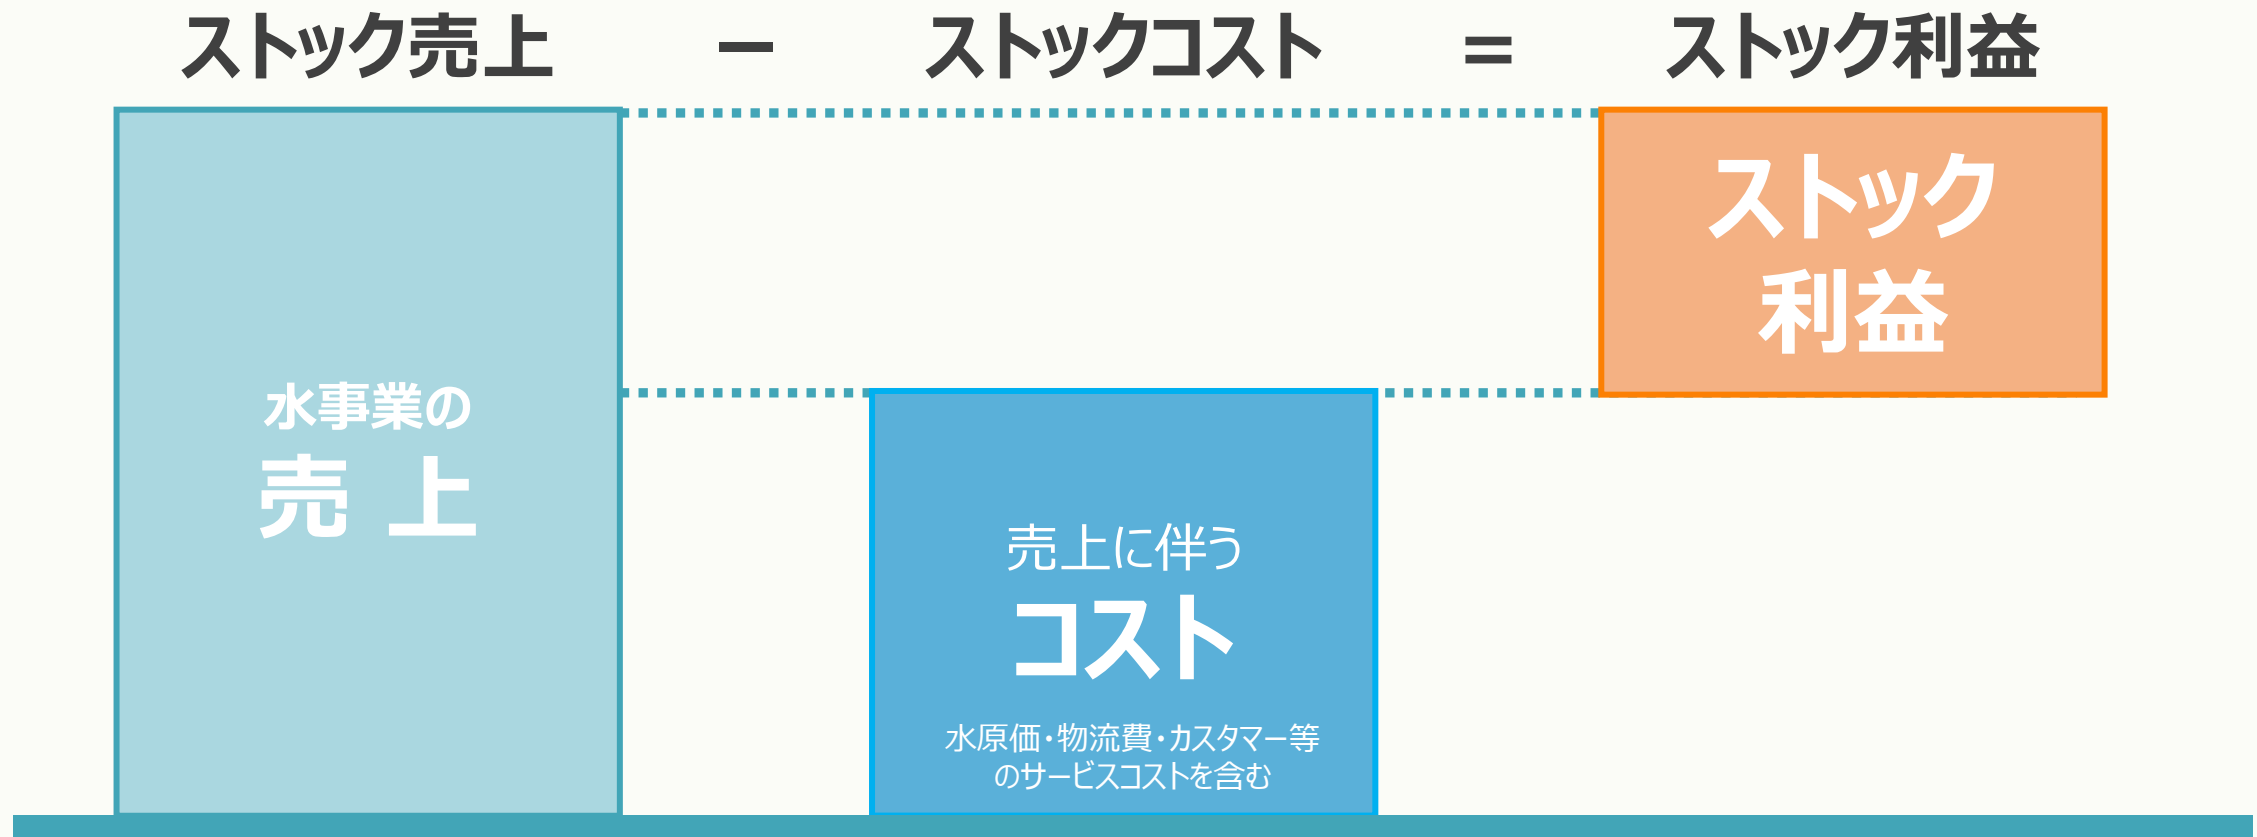 ストック売上 － ストックコスト ＝ ストック利益
水事業の
売 上
売上に伴う
コスト
水原価・物流費・カスタマー等
のサービスコストを含む
ストック
利益